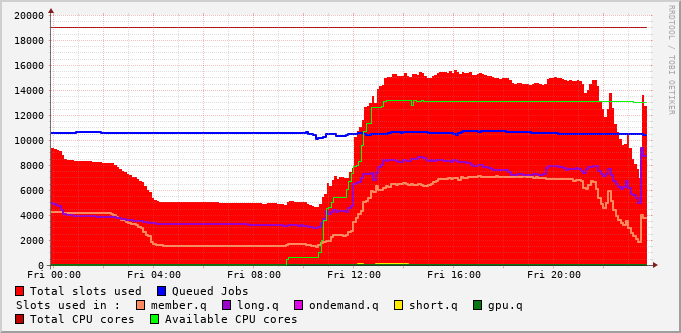 20000
18000
16000
14000
12000
10000
8000
6000
4000
2000
0
Fri 00:00 Fri 04:00 Fri 08:00 Fri 12:00 Fri 16:00 Fri 20:00
Total slots used Queued Jobs
Slots used in : member.q long.q ondemand.q short.q gpu.q
Total CPU cores Available CPU cores
RRDTOOL / TOBI OETIKER